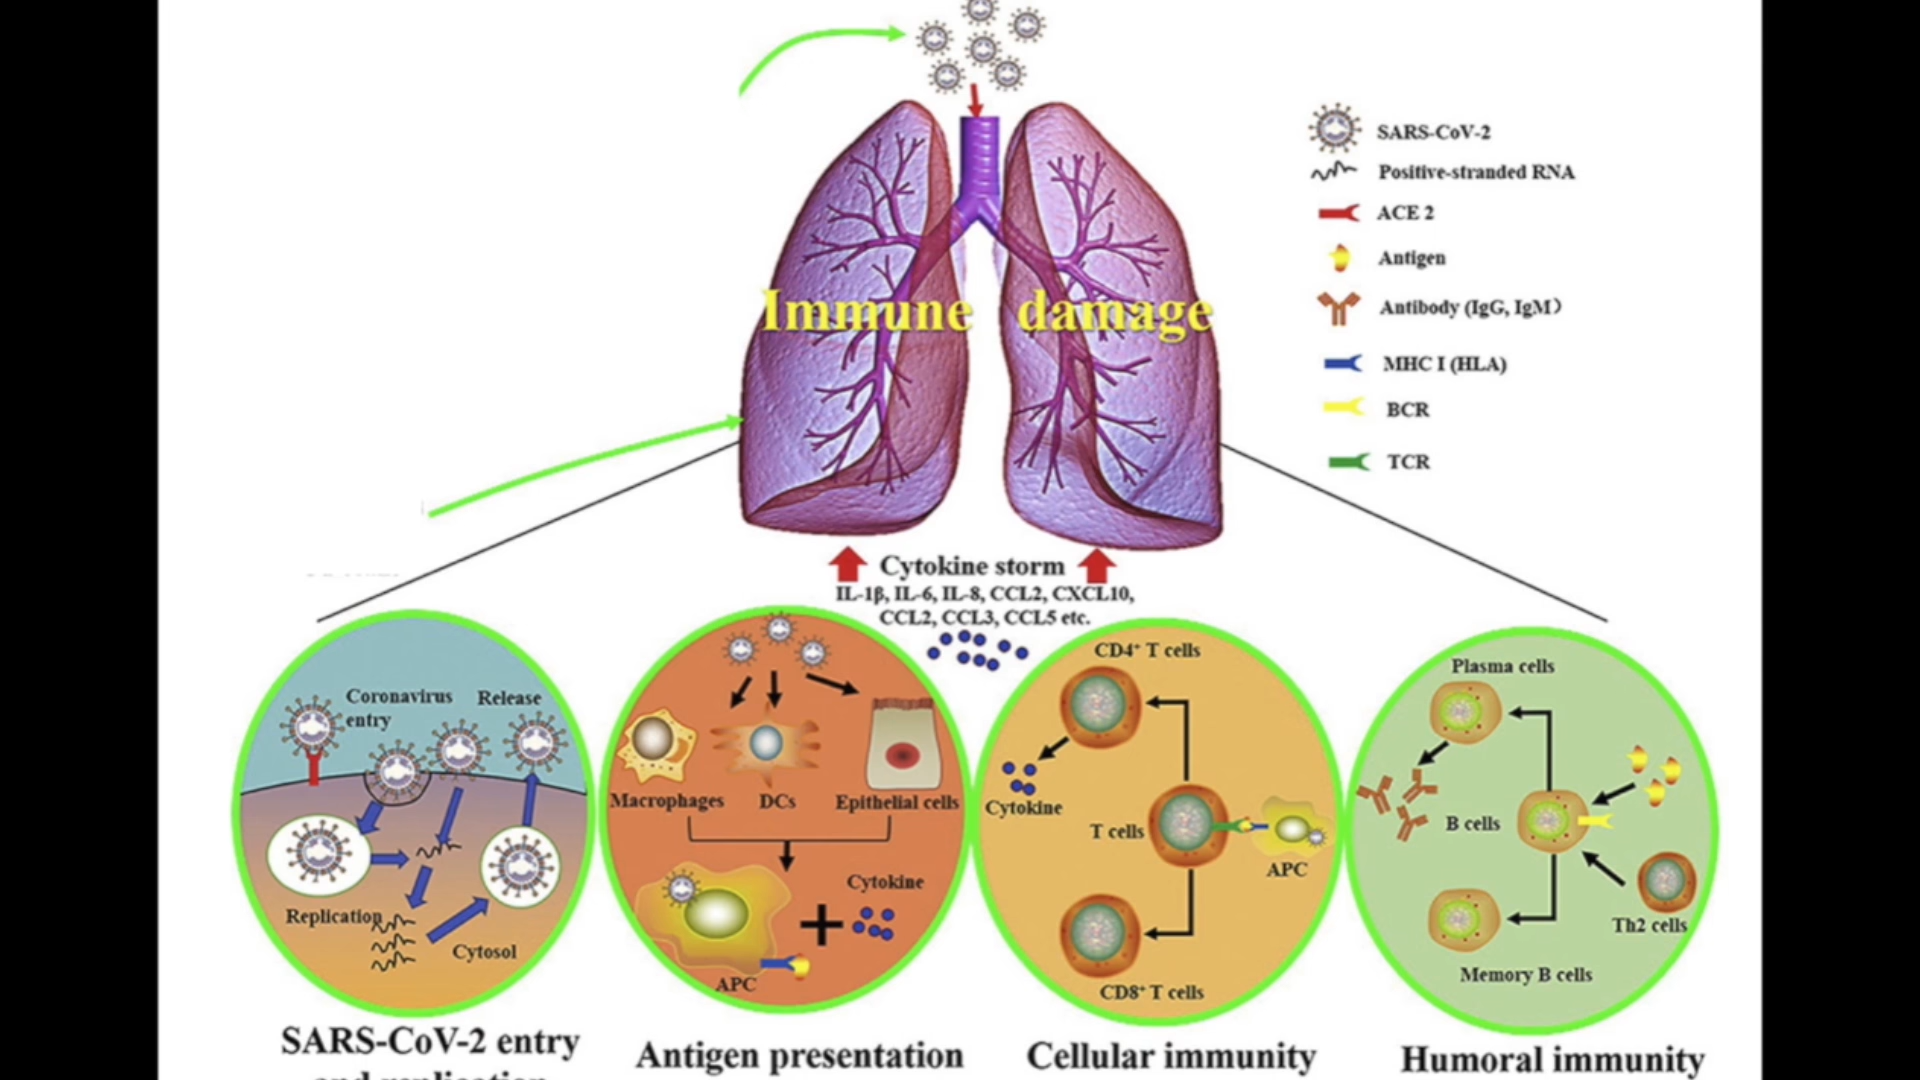 SARS-CoV-2
Positive-stranded RNA
ACE 2
Antigen
Antibody (IgG, IgM）
MHC I (HLA)
BCR
TCR
Immune damage
Cytokine storm
IL-1β, IL-6, IL-8, CCL2, CXCL10,
CCL2, CCL3, CCL5 etc.
Coronavirus
entry
Release
Replication
Cytosol
SARS-CoV-2 entry
and replication
Macrophages
DCs
Epithelial cells
Cytokine
APC
Antigen presentation
CD4⁺ T cells
Cytokine
T cells
APC
CD8⁺ T cells
Cellular immunity
Plasma cells
B cells
Th2 cells
Memory B cells
Humoral immunity